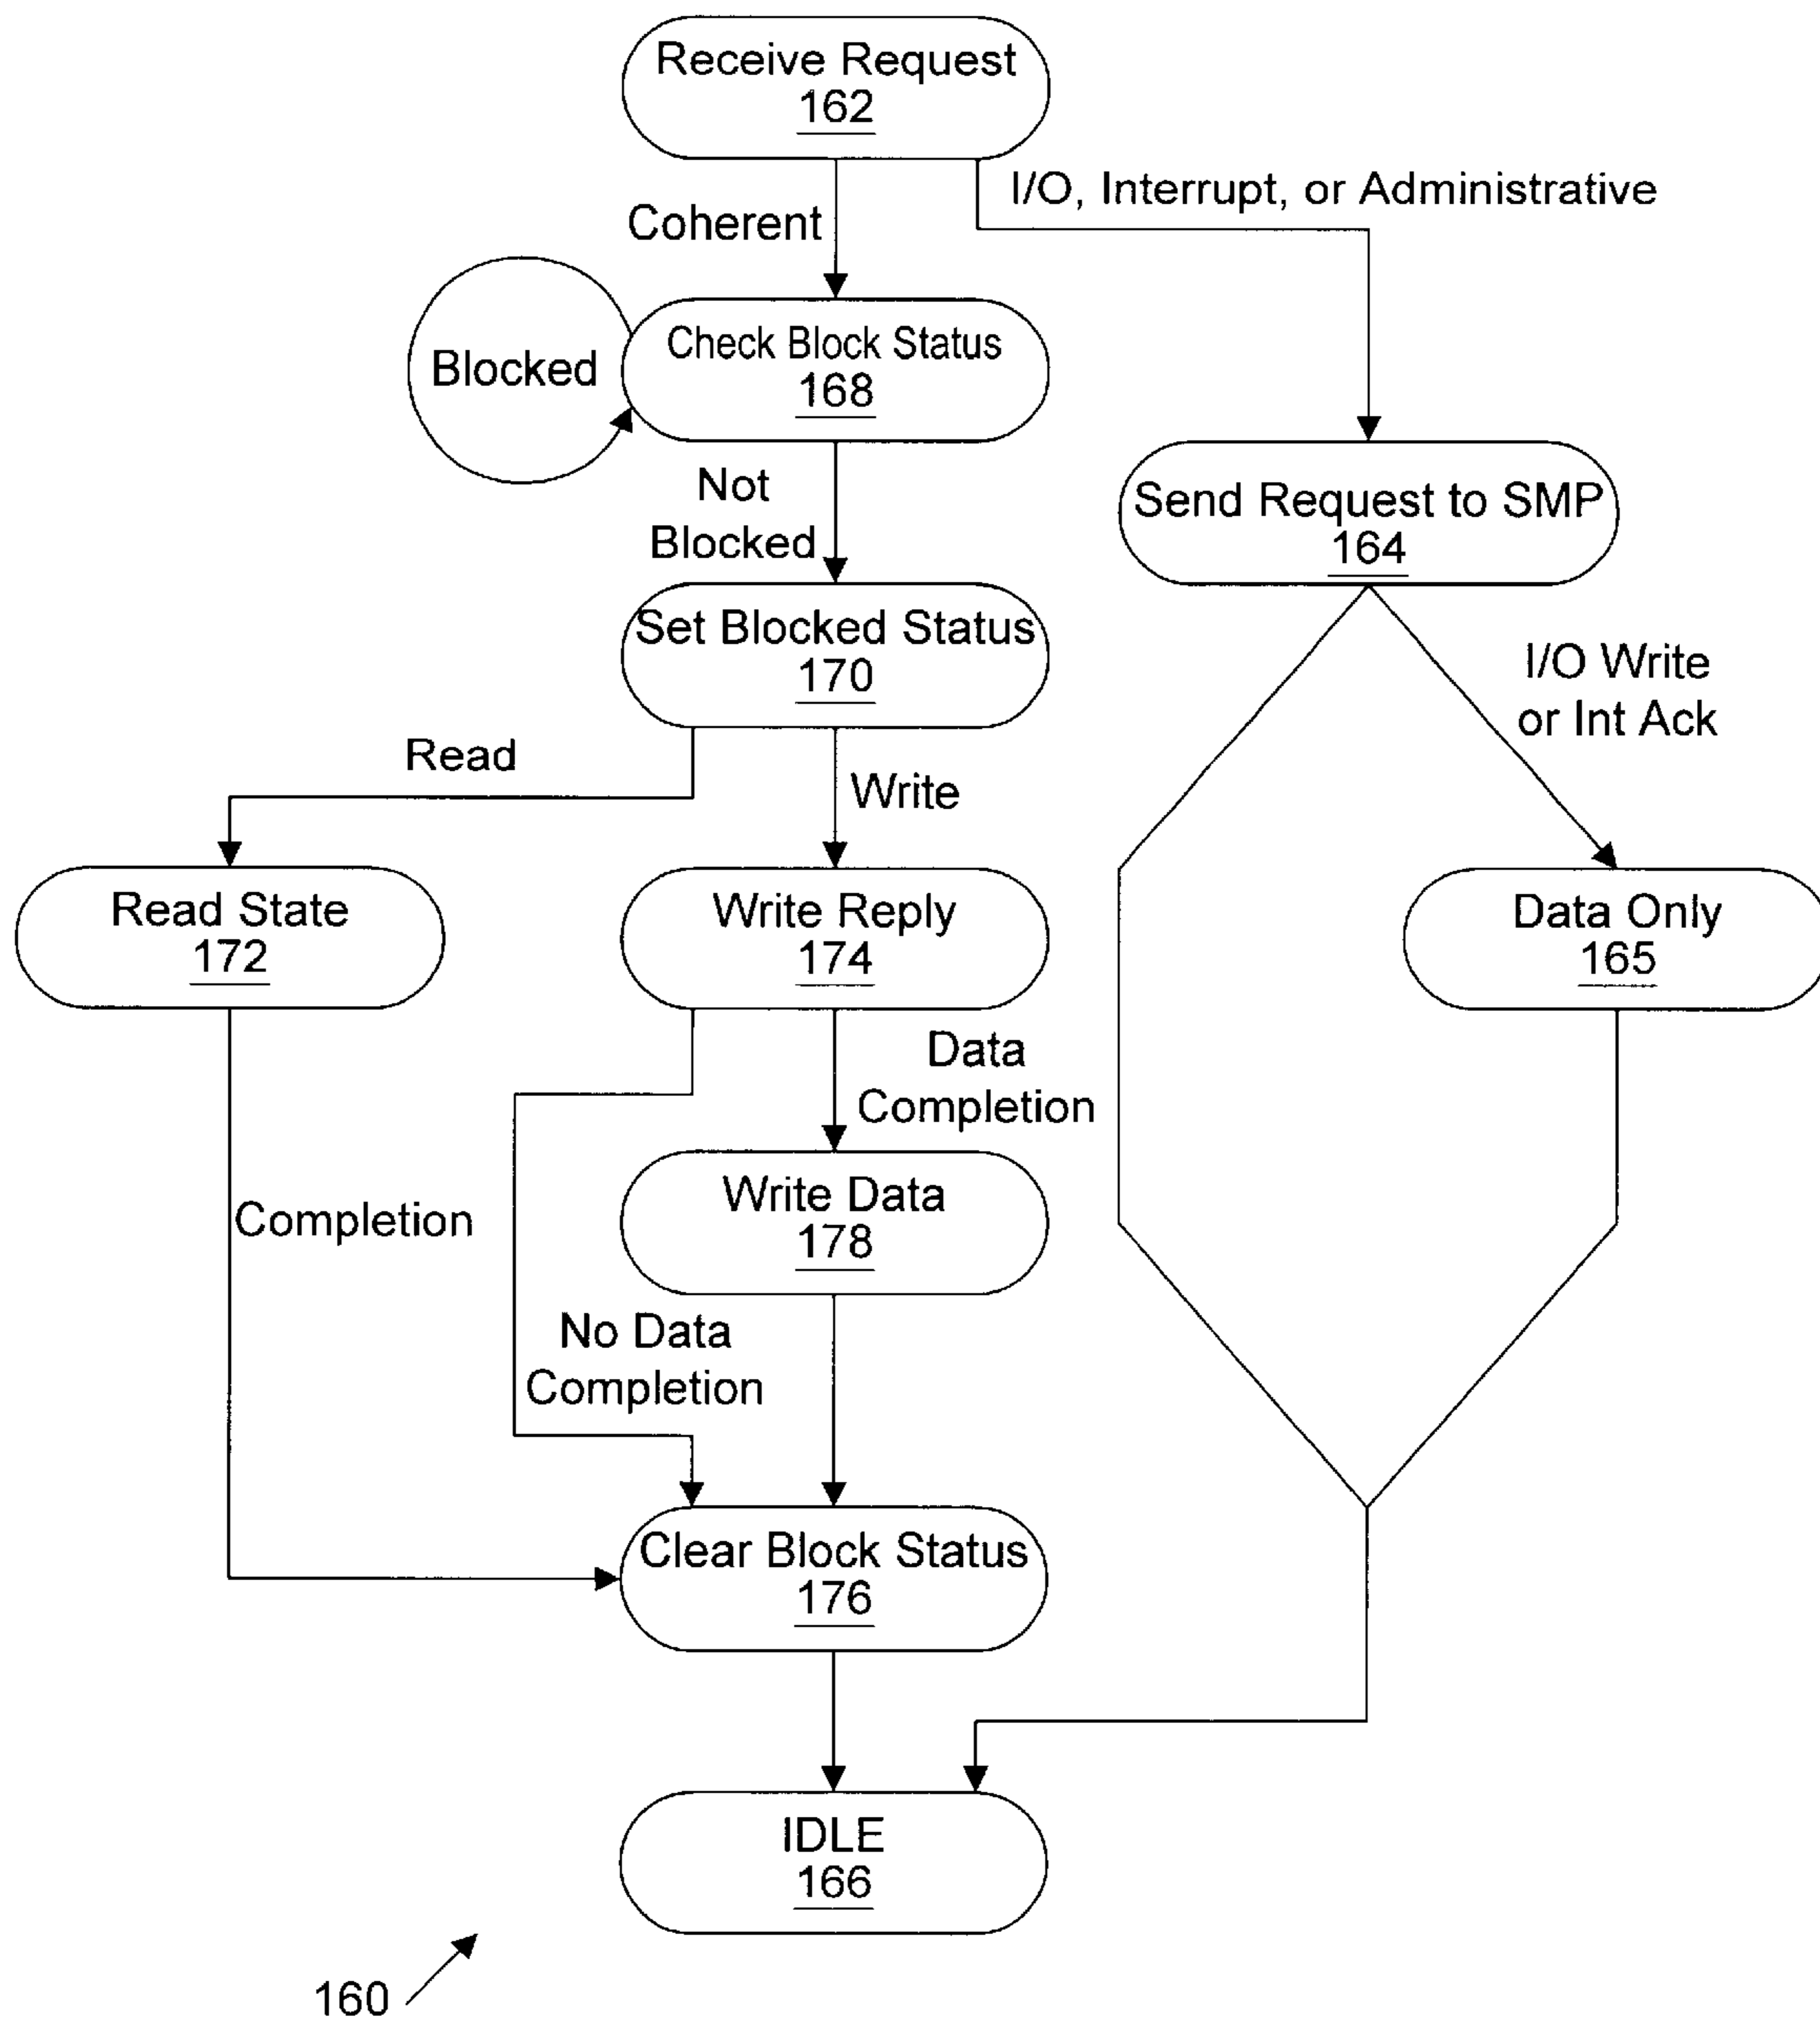 Receive Request
162
I/O, Interrupt, or Administrative
Coherent
Check Block Status
168
Blocked
Not
Blocked
Send Request to SMP
164
Set Blocked Status
170
I/O Write
or Int Ack
Read
Write
Read State
172
Write Reply
174
Data Only
165
Data
Completion
Write Data
178
Completion
No Data
Completion
Clear Block Status
176
IDLE
166
160